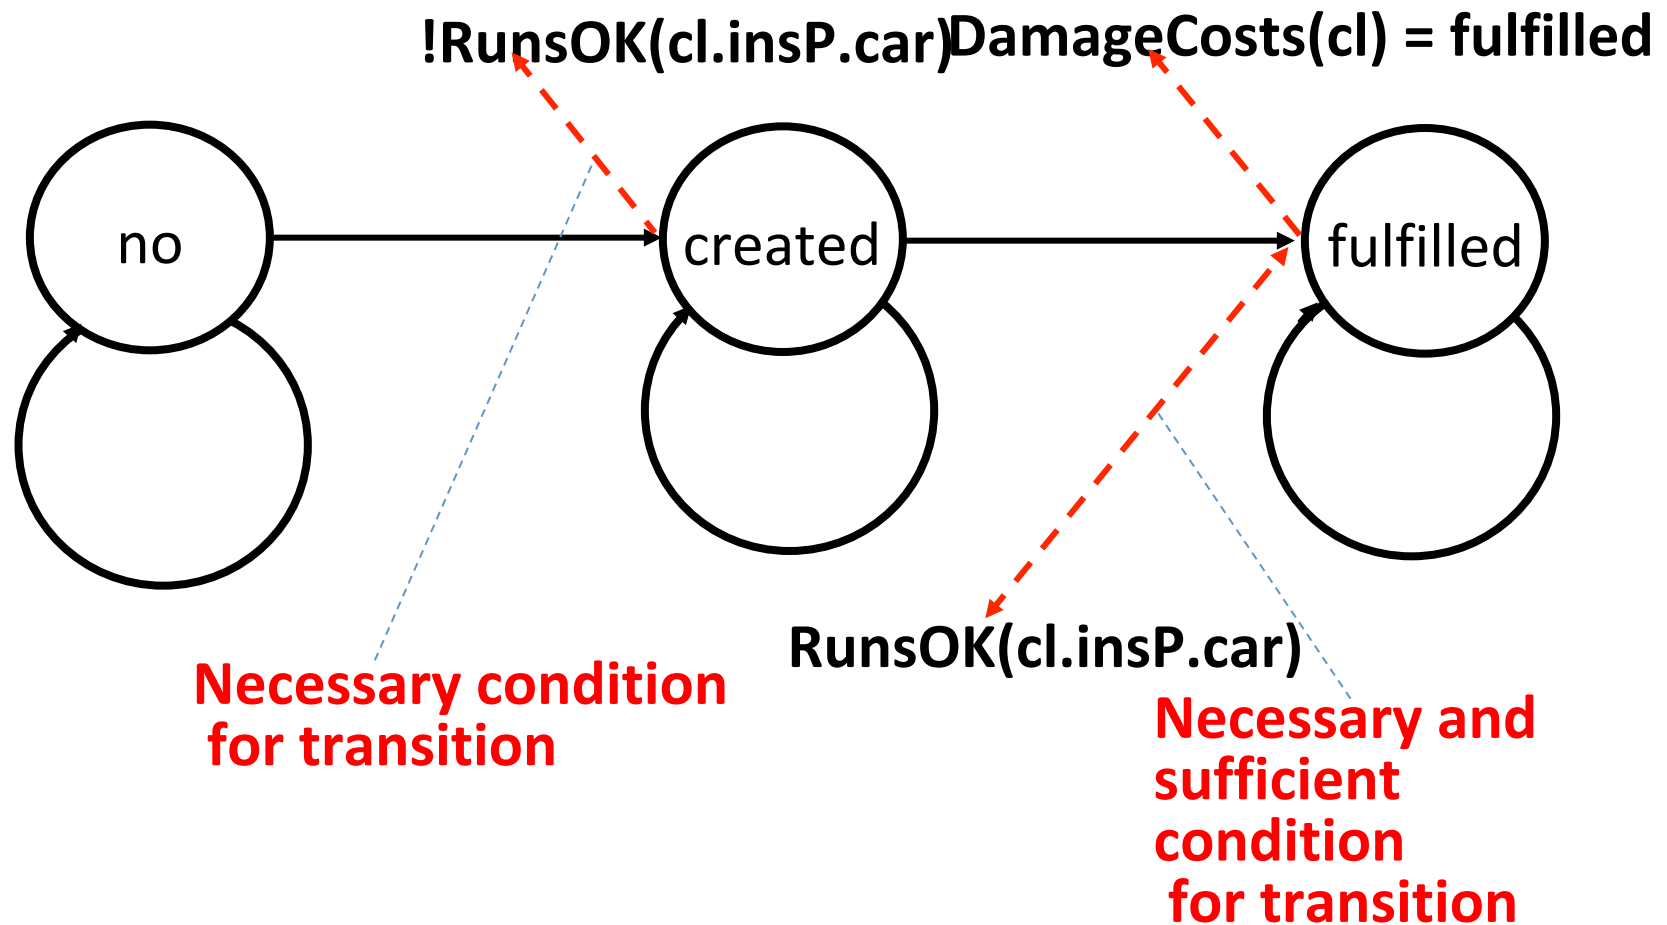 !RunsOK(cl.insP.car)
DamageCosts(cl) = fulfilled
no
created
fulfilled
RunsOK(cl.insP.car)
Necessary condition
for transition
Necessary and
sufficient
condition
for transition